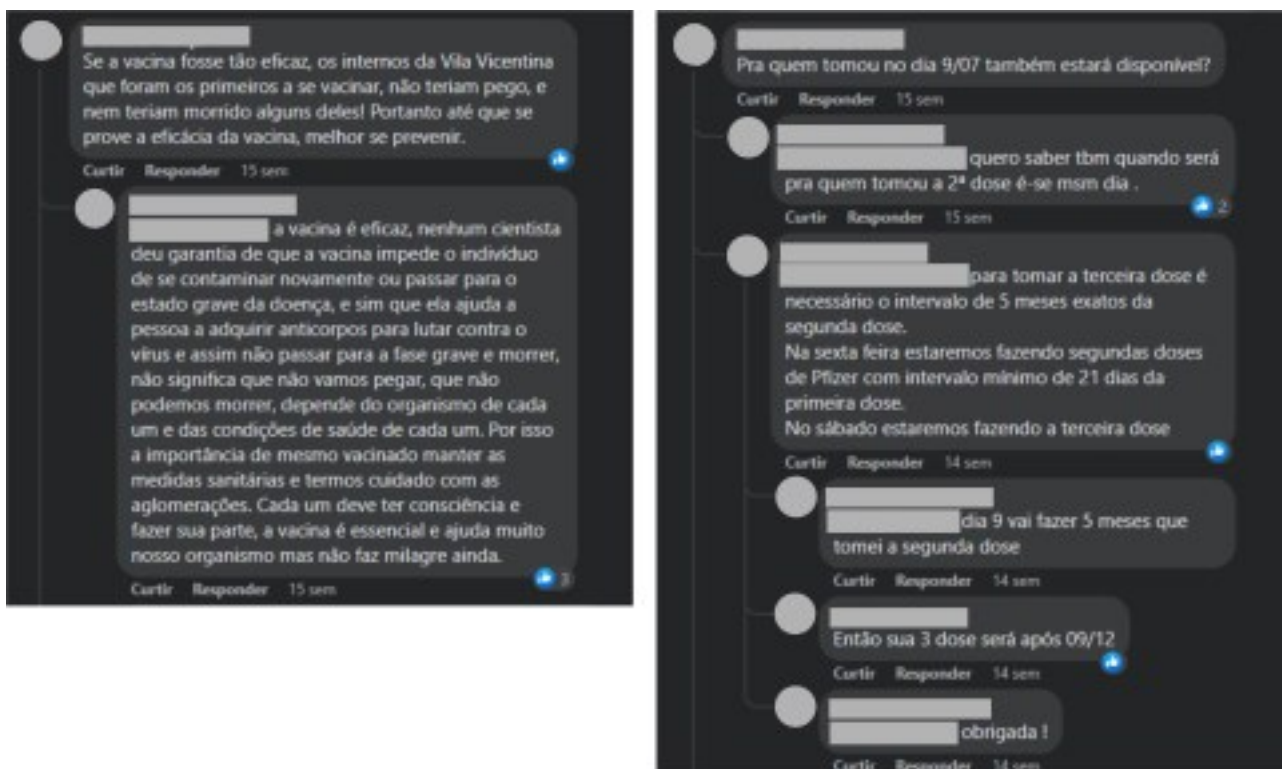 Se a vacina fosse tão eficaz, os internos da Vila Vicentina
que foram os primeiros a se vacinar, não teriam pego, e
nem teriam morrido alguns deles! Portanto até que se
prove a eficácia da vacina, melhor se prevenir.
Curtir Responder 15 sem
a vacina é eficaz, nenhum cientista
deu garantia de que a vacina impede o indivíduo
de se contaminar novamente ou passar para o
estado grave da doença, e sim que ela ajuda a
pessoa a adquirir anticorpos para lutar contra o
vírus e assim não passar para a fase grave e morrer,
não significa que não vamos pegar, que não
podemos morrer, depende do organismo de cada
um e das condições de saúde de cada um. Por isso
a importância de mesmo vacinado manter as
medidas sanitárias e termos cuidado com as
aglomerações. Cada um deve ter consciência e
fazer sua parte, a vacina é essencial e ajuda muito
nosso organismo mas não faz milagre ainda.
3
Curtir Responder 15 sem
Pra quem tomou no dia 9/07 também estará disponível?
Curtir Responder 15 sem
quero saber tbm quando será
pra quem tomou a 2ª dose é-se msm dia .
2
Curtir Responder 15 sem
para tomar a terceira dose é
necessário o intervalo de 5 meses exatos da
segunda dose.
Na sexta feira estaremos fazendo segundas doses
de Pfizer com intervalo mínimo de 21 dias da
primeira dose.
No sábado estaremos fazendo a terceira dose
Curtir Responder 14 sem
dia 9 vai fazer 5 meses que
tomei a segunda dose
Curtir Responder 14 sem
Então sua 3 dose será após 09/12
Curtir Responder 14 sem
obrigada !
Curtir Responder 14 sem